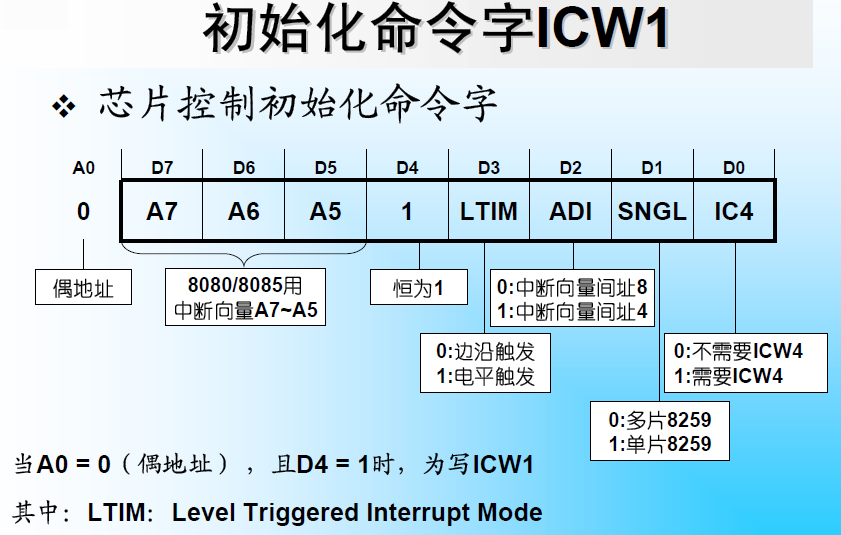 初始化命令字ICW1
❖ 芯片控制初始化命令字
A0 D7 D6 D5 D4 D3 D2 D1 D0
0 A7 A6 A5 1 LTIM ADI SNGL IC4
偶地址
8080/8085用
中断向量A7~A5
恒为1
0:中断向量间址8
1:中断向量间址4
0:边沿触发
1:电平触发
0:不需要ICW4
1:需要ICW4
0:多片8259
1:单片8259
当A0 = 0（偶地址），且D4 = 1时，为写ICW1
其中：LTIM：Level Triggered Interrupt Mode